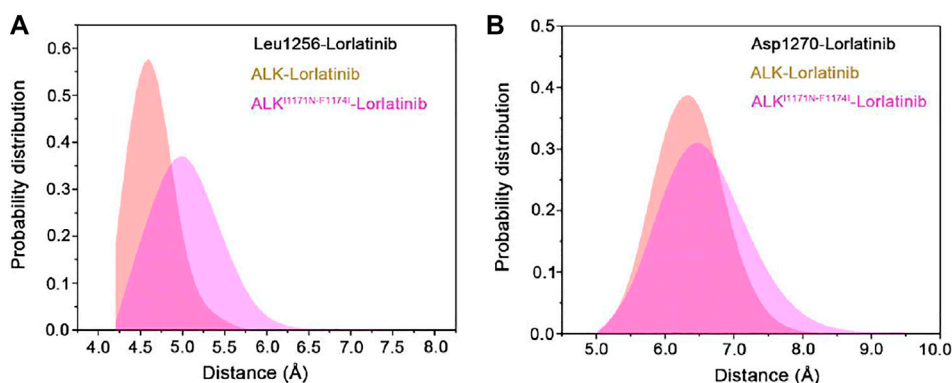 A
Leu1256-Lorlatinib
ALK-Lorlatinib
ALK^I1171N-F1174I-Lorlatinib
Probability distribution
0.6
0.5
0.4
0.3
0.2
0.1
0.0
4.0 4.5 5.0 5.5 6.0 6.5 7.0 7.5 8.0
Distance (Å)
B
Asp1270-Lorlatinib
ALK-Lorlatinib
ALK^I1171N-F1174I-Lorlatinib
Probability distribution
0.5
0.4
0.3
0.2
0.1
0.0
5.0 6.0 7.0 8.0 9.0 10.0
Distance (Å)